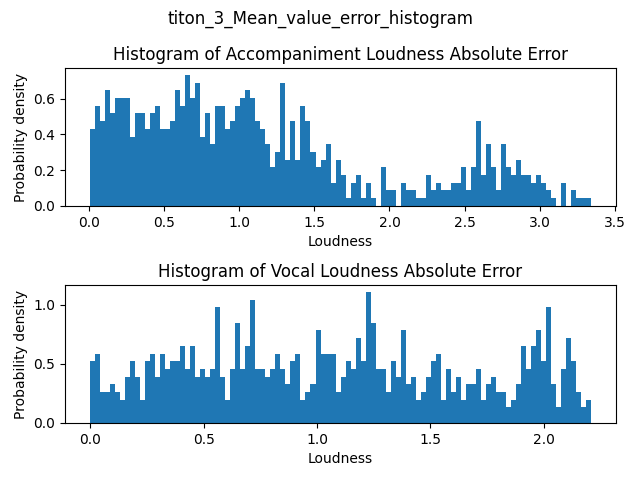 titon_3_Mean_value_error_histogram
Histogram of Accompaniment Loudness Absolute Error
Probability density
0.6
0.4
0.2
0.0
0.0 0.5 1.0 1.5 2.0 2.5 3.0 3.5
Loudness
Histogram of Vocal Loudness Absolute Error
Probability density
1.0
0.5
0.0
0.0 0.5 1.0 1.5 2.0
Loudness